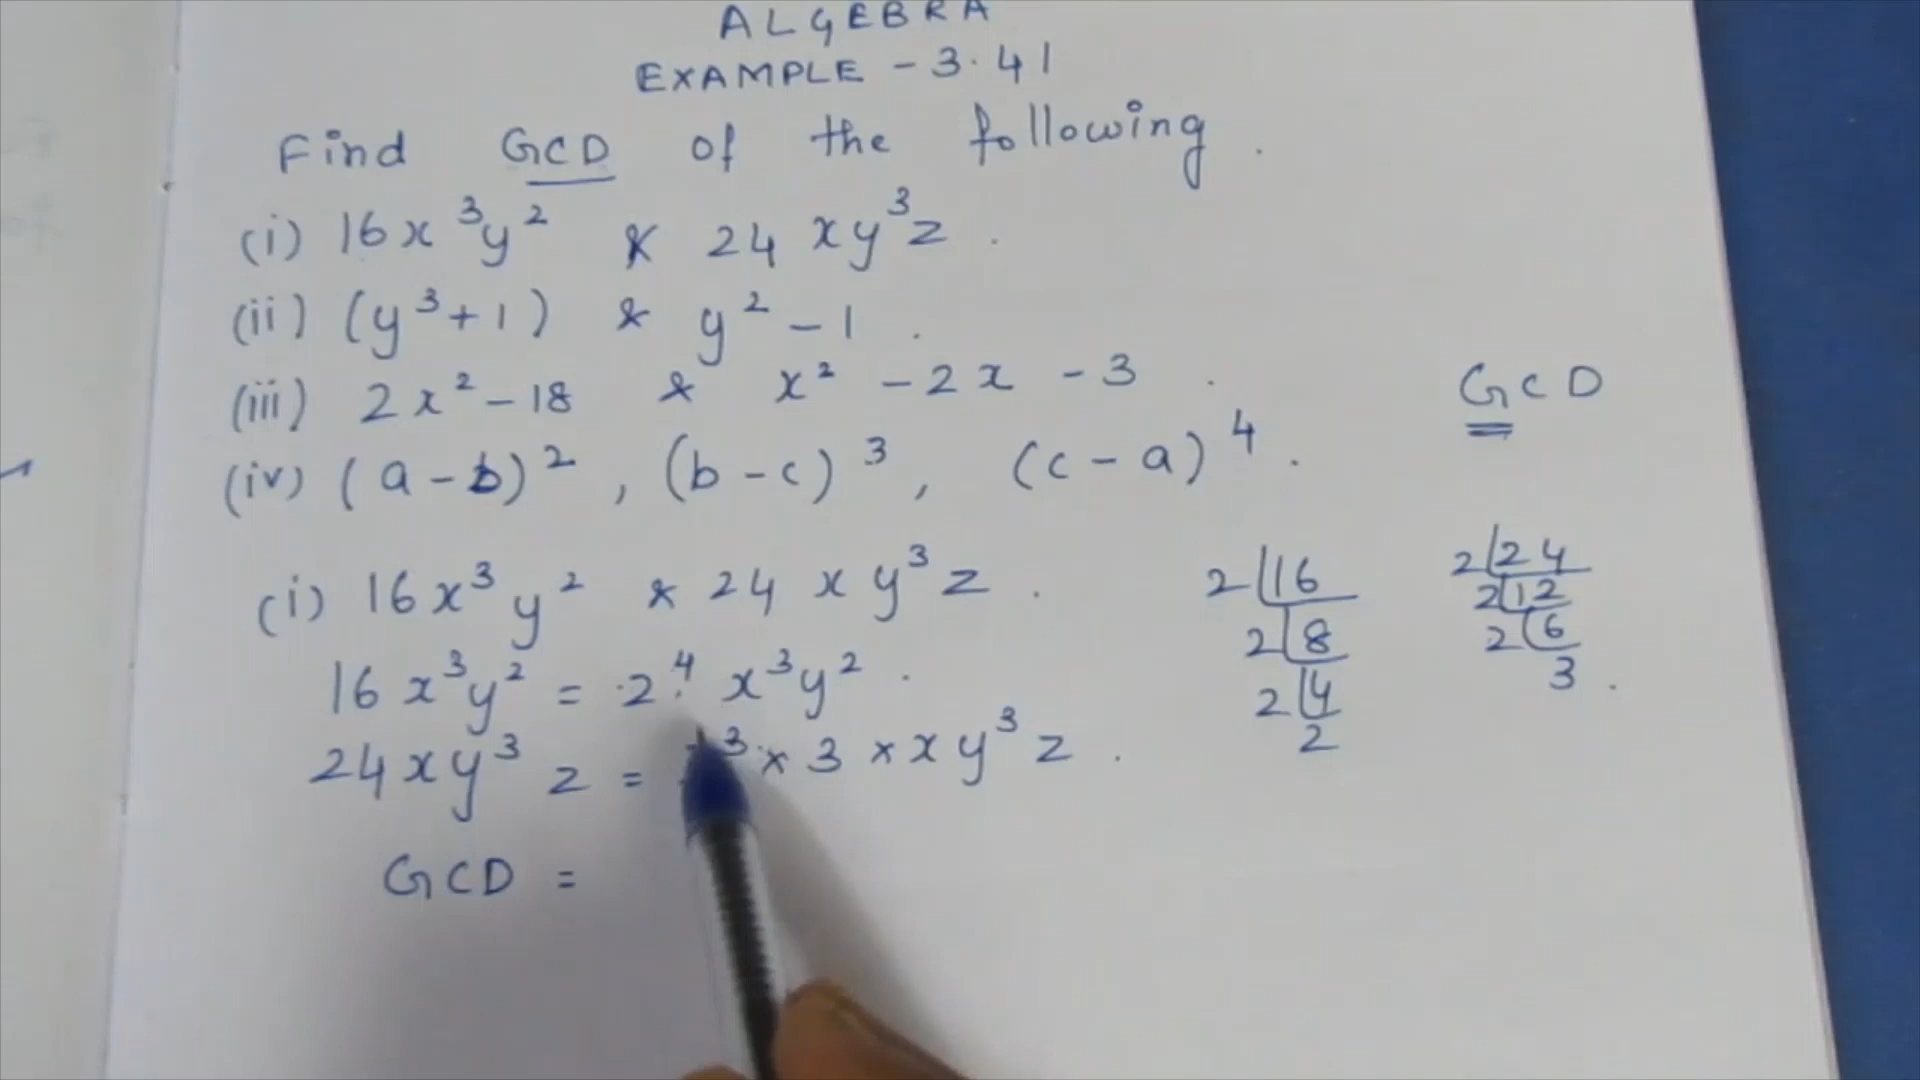 ALGEBRA
EXAMPLE - 3.41
Find GCD of the following.
(i) 16x³y² & 24xy³z.
(ii) (y³+1) & y²-1.
(iii) 2x²-18 & x²-2x-3.
(iv) (a-b)², (b-c)³, (c-a)⁴.
GCD
(i) 16x³y² & 24xy³z.
16x³y² = 2⁴ x³y².
24xy³z = ³ × 3 × xy³z.
GCD =
2|16
2|8
2|4
2
2|24
2|12
2|6
3.